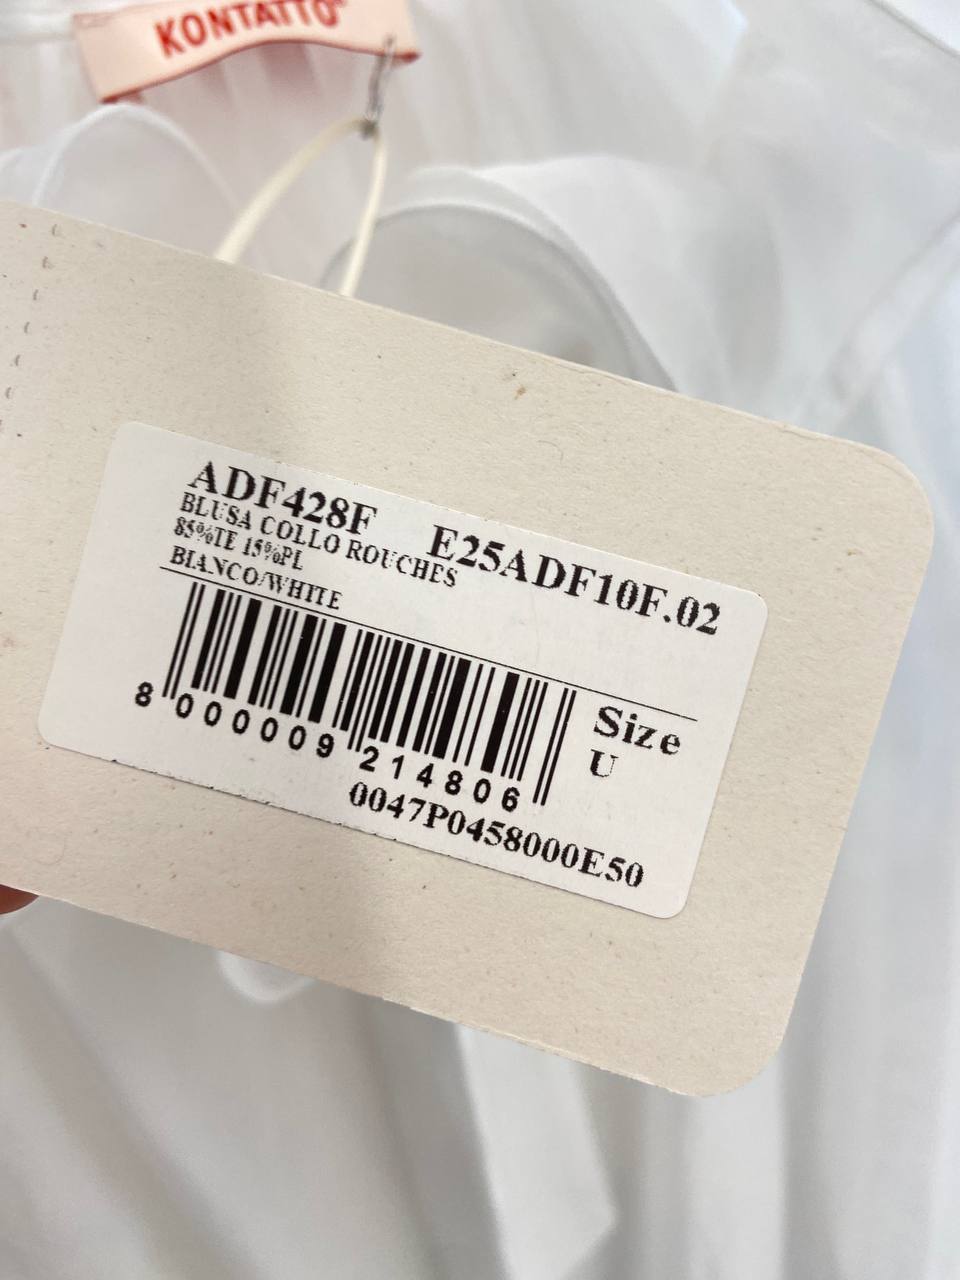 KONTATTO®
ADF428F E25ADF10F.02
BLUSA COLLO ROUCHES
85%TE 15%PL
BIANCO/WHITE
Size
U
8 000009 214806
0047P0458000E50